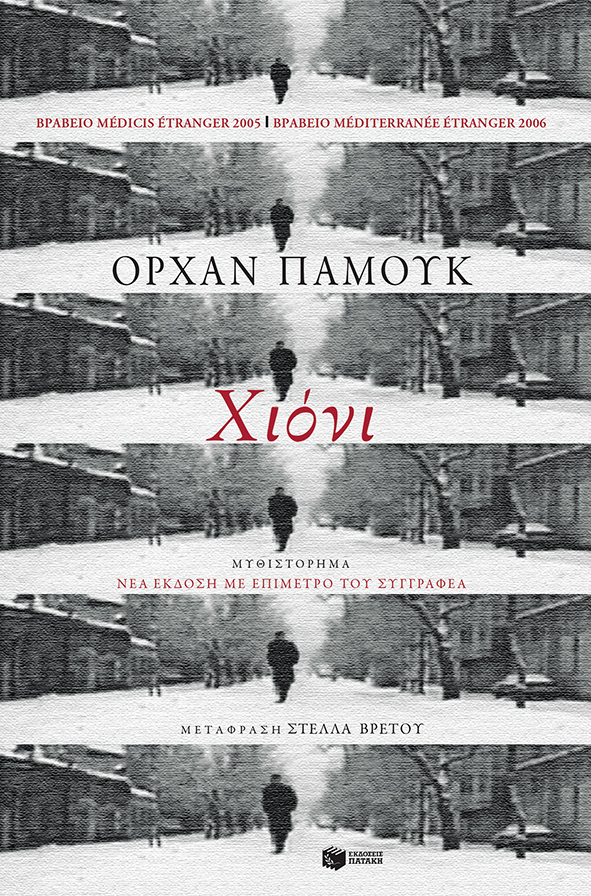 ΒΡΑΒΕΙΟ MÉDICIS ÉTRANGER 2005 | ΒΡΑΒΕΙΟ MÉDITERRANÉE ÉTRANGER 2006
ΟΡΧΑΝ ΠΑΜΟΥΚ
Χιόνι
ΜΥΘΙΣΤΟΡΗΜΑ
ΝΕΑ ΕΚΔΟΣΗ ΜΕ ΕΠΙΜΕΤΡΟ ΤΟΥ ΣΥΓΓΡΑΦΕΑ
ΜΕΤΑΦΡΑΣΗ ΣΤΕΛΛΑ ΒΡΕΤΟΥ
ΕΚΔΟΣΕΙΣ
ΠΑΤΑΚΗ